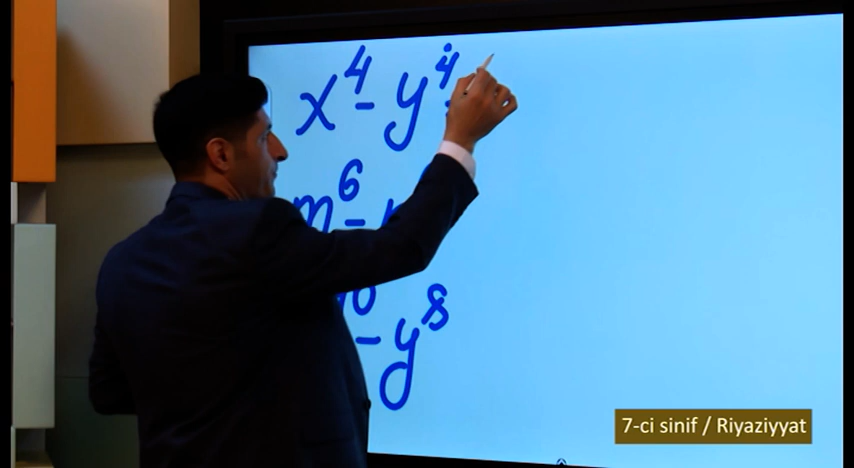 x⁴ - y⁴
m⁶ -
- y⁸
7-ci sinif / Riyaziyyat